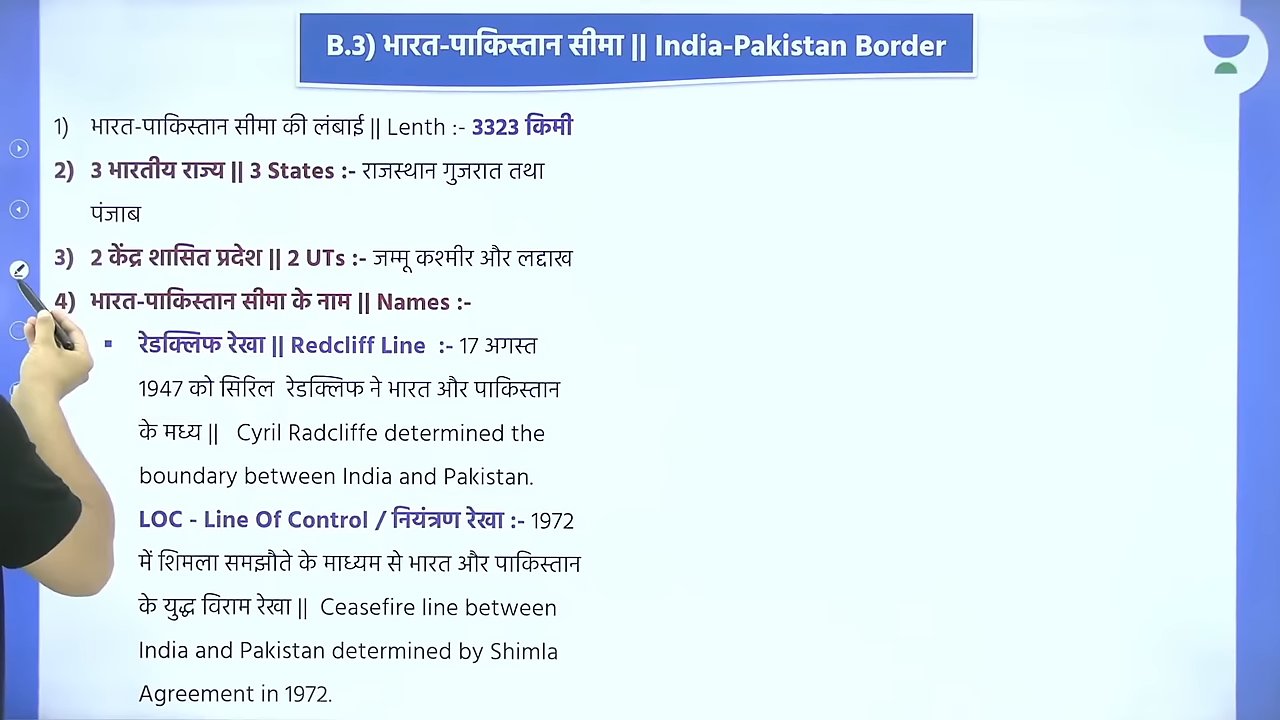 B.3) भारत-पाकिस्तान सीमा || India-Pakistan Border
1) भारत-पाकिस्तान सीमा की लंबाई || Lenth :- 3323 किमी
2) 3 भारतीय राज्य || 3 States :- राजस्थान गुजरात तथा
पंजाब
3) 2 केंद्र शासित प्रदेश || 2 UTs :- जम्मू कश्मीर और लद्दाख
4) भारत-पाकिस्तान सीमा के नाम || Names :-
▪ रेडक्लिफ रेखा || Redcliff Line :- 17 अगस्त
1947 को सिरिल रेडक्लिफ ने भारत और पाकिस्तान
के मध्य || Cyril Radcliffe determined the
boundary between India and Pakistan.
LOC - Line Of Control / नियंत्रण रेखा :- 1972
में शिमला समझौते के माध्यम से भारत और पाकिस्तान
के युद्ध विराम रेखा || Ceasefire line between
India and Pakistan determined by Shimla
Agreement in 1972.